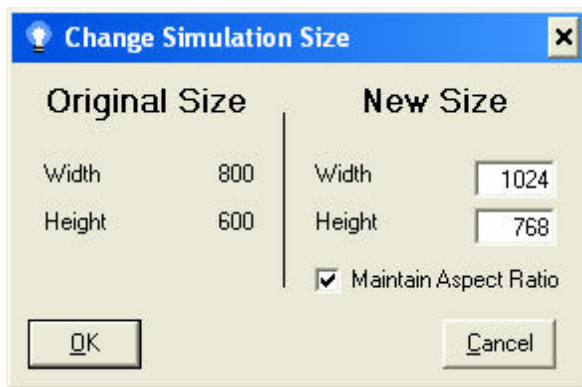 Change Simulation Size
Original Size
Width 800
Height 600
New Size
Width 1024
Height 768
Maintain Aspect Ratio
OK
Cancel